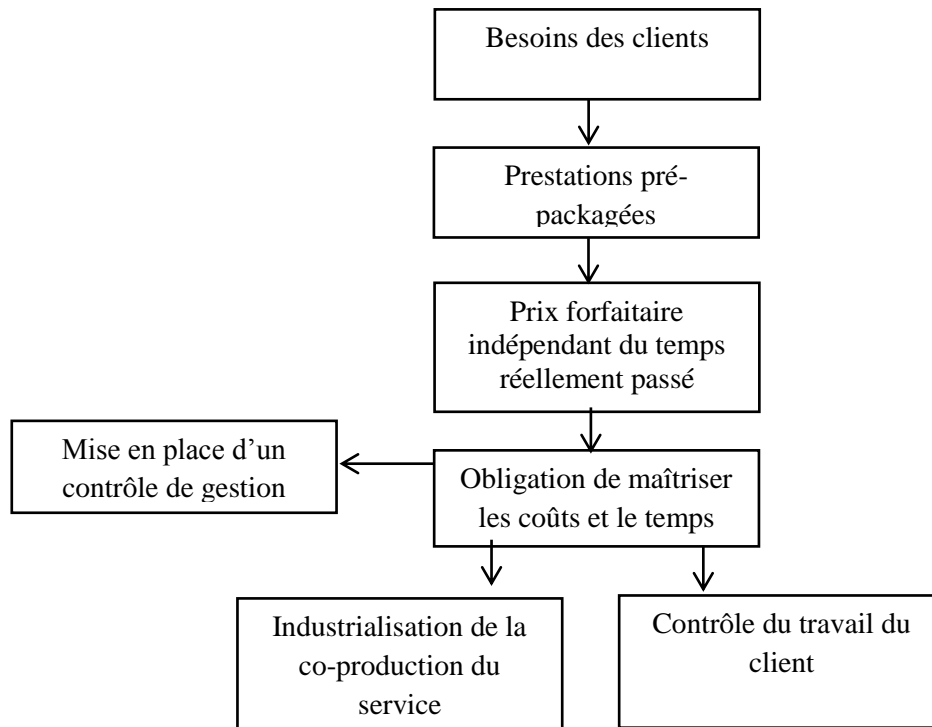 Besoins des clients
Prestations pré-
packagées
Prix forfaitaire
indépendant du temps
réellement passé
Mise en place d'un
contrôle de gestion
Obligation de maîtriser
les coûts et le temps
Industrialisation de la
co-production du
service
Contrôle du travail du
client